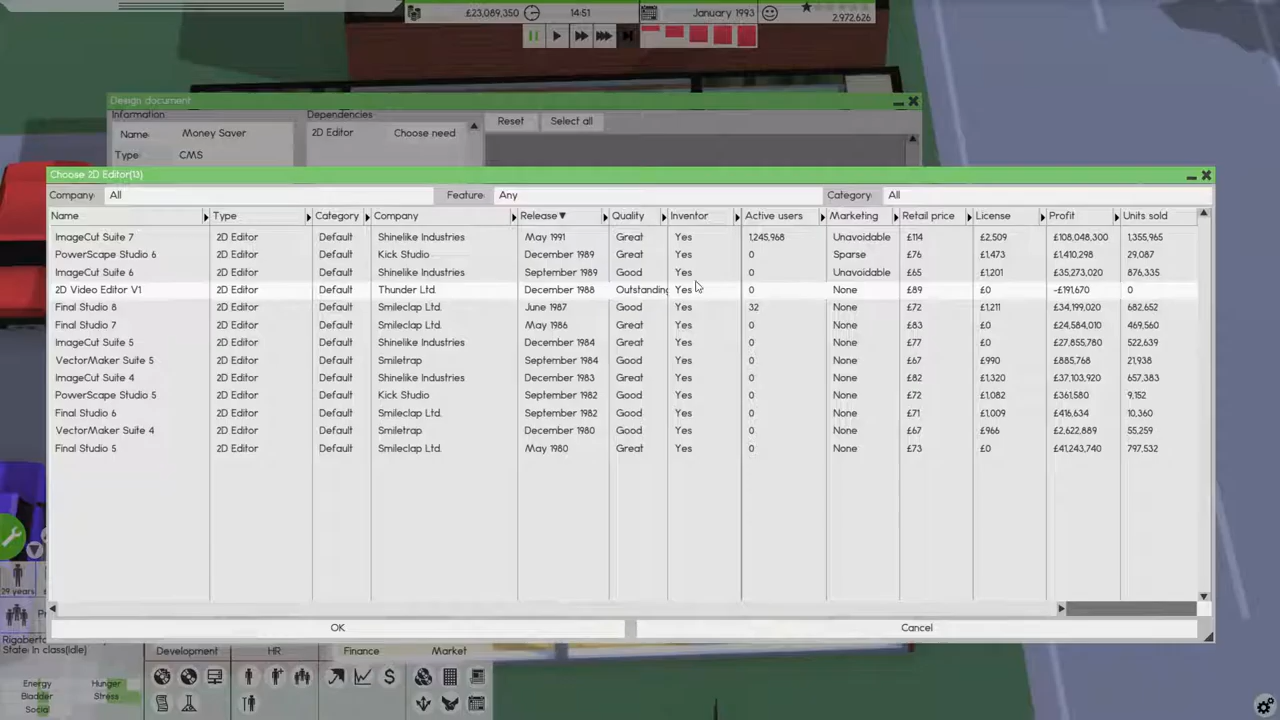 £23,089,350 14:51 January 1993 2,972,626
Design document
Information Dependencies
Reset Select all
Name: Money Saver 2D Editor Choose need
Type: CMS
Choose 2D Editor(13)
Company: All Feature: Any Category: All
Name Type Category Company Release▼ Quality Inventor Active users Marketing Retail price License Profit Units sold
ImageCut Suite 7 2D Editor Default Shinelike Industries May 1991 Great Yes 1,245,968 Unavoidable £114 £2,509 £108,048,300 1,355,965
PowerScape Studio 6 2D Editor Default Kick Studio December 1989 Great Yes 0 Sparse £76 £1,473 £1,410,298 29,087
ImageCut Suite 6 2D Editor Default Shinelike Industries September 1989 Good Yes 0 Unavoidable £65 £1,201 £35,273,020 876,335
2D Video Editor V1 2D Editor Default Thunder Ltd. December 1988 Outstanding Yes 0 None £89 £0 -£191,670 0
Final Studio 8 2D Editor Default Smileclap Ltd. June 1987 Good Yes 32 None £72 £1,211 £34,199,020 682,652
Final Studio 7 2D Editor Default Smileclap Ltd. May 1986 Great Yes 0 None £83 £0 £24,584,010 469,560
ImageCut Suite 5 2D Editor Default Shinelike Industries December 1984 Great Yes 0 None £77 £0 £27,855,780 522,639
VectorMaker Suite 5 2D Editor Default Smiletrap September 1984 Good Yes 0 None £67 £990 £885,768 21,938
ImageCut Suite 4 2D Editor Default Shinelike Industries December 1983 Great Yes 0 None £82 £1,320 £37,103,920 657,383
PowerScape Studio 5 2D Editor Default Kick Studio September 1982 Good Yes 0 None £72 £1,082 £361,580 9,152
Final Studio 6 2D Editor Default Smileclap Ltd. September 1982 Good Yes 0 None £71 £1,009 £416,634 10,360
VectorMaker Suite 4 2D Editor Default Smiletrap December 1980 Good Yes 0 None £67 £966 £2,622,889 55,259
Final Studio 5 2D Editor Default Smileclap Ltd. May 1980 Great Yes 0 None £73 £0 £41,243,740 797,532
OK Cancel
29 years
Rigoberto
State: In class(Idle)
Energy Hunger
Bladder Stress
Social
Development HR Finance Market